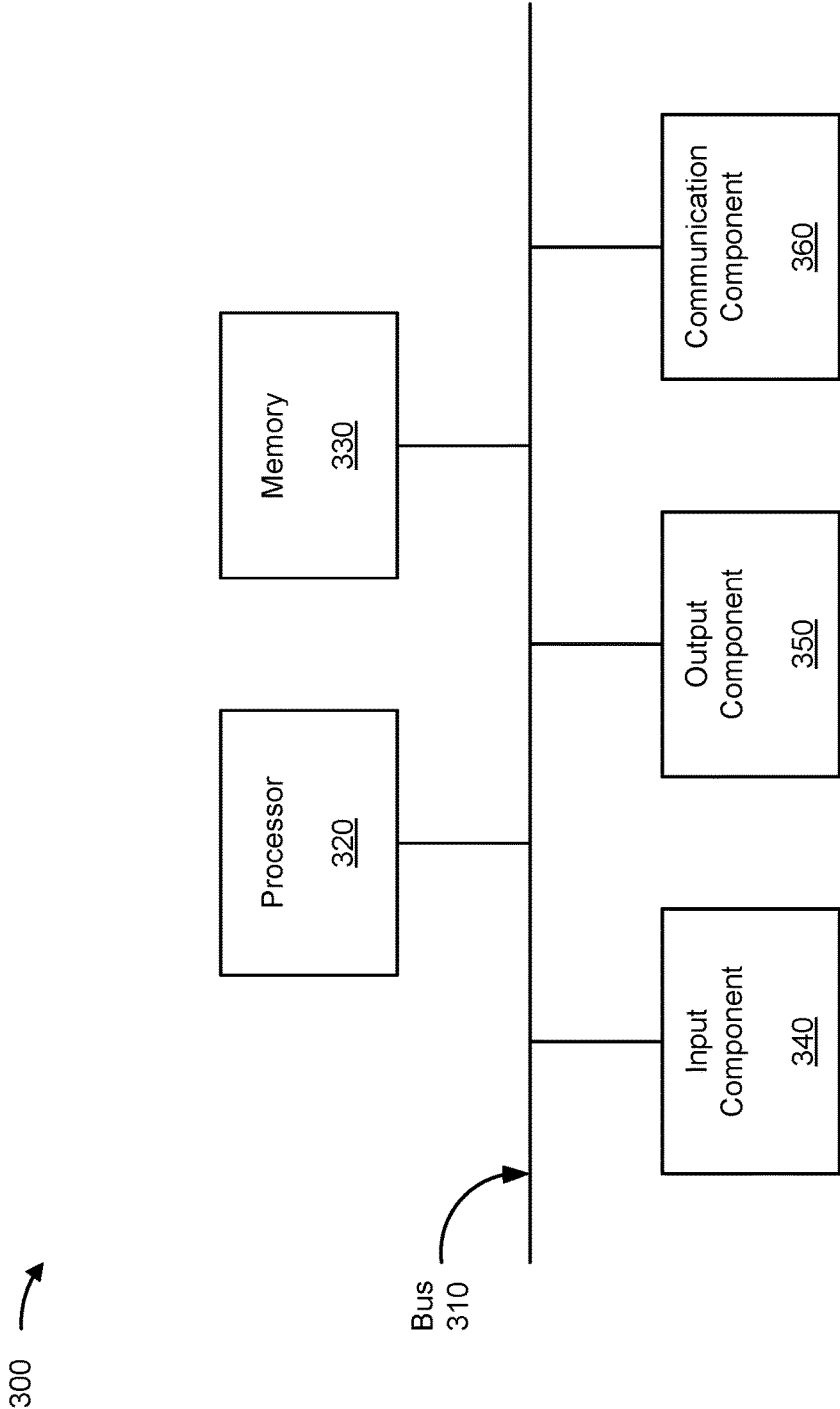 300
Processor
320
Memory
330
Bus
310
Input
Component
340
Output
Component
350
Communication
Component
360